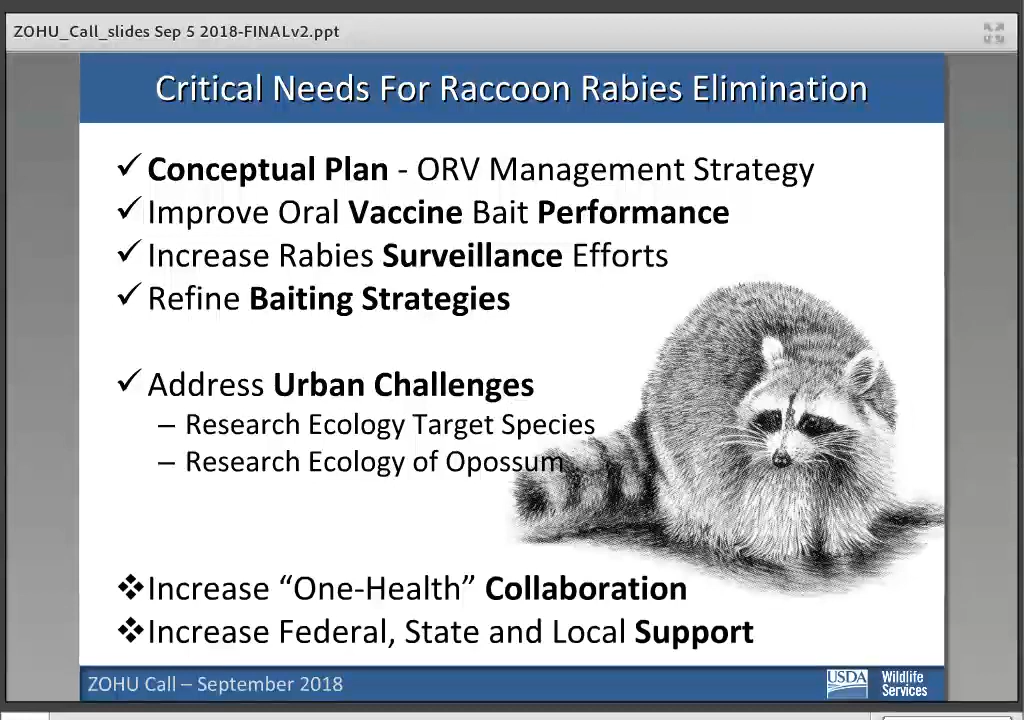 ZOHU_Call_slides Sep 5 2018-FINALv2.ppt
Critical Needs For Raccoon Rabies Elimination
✓ Conceptual Plan - ORV Management Strategy
✓ Improve Oral Vaccine Bait Performance
✓ Increase Rabies Surveillance Efforts
✓ Refine Baiting Strategies
✓ Address Urban Challenges
– Research Ecology Target Species
– Research Ecology of Opossum
❖ Increase “One-Health” Collaboration
❖ Increase Federal, State and Local Support
ZOHU Call – September 2018
USDA
Wildlife
Services